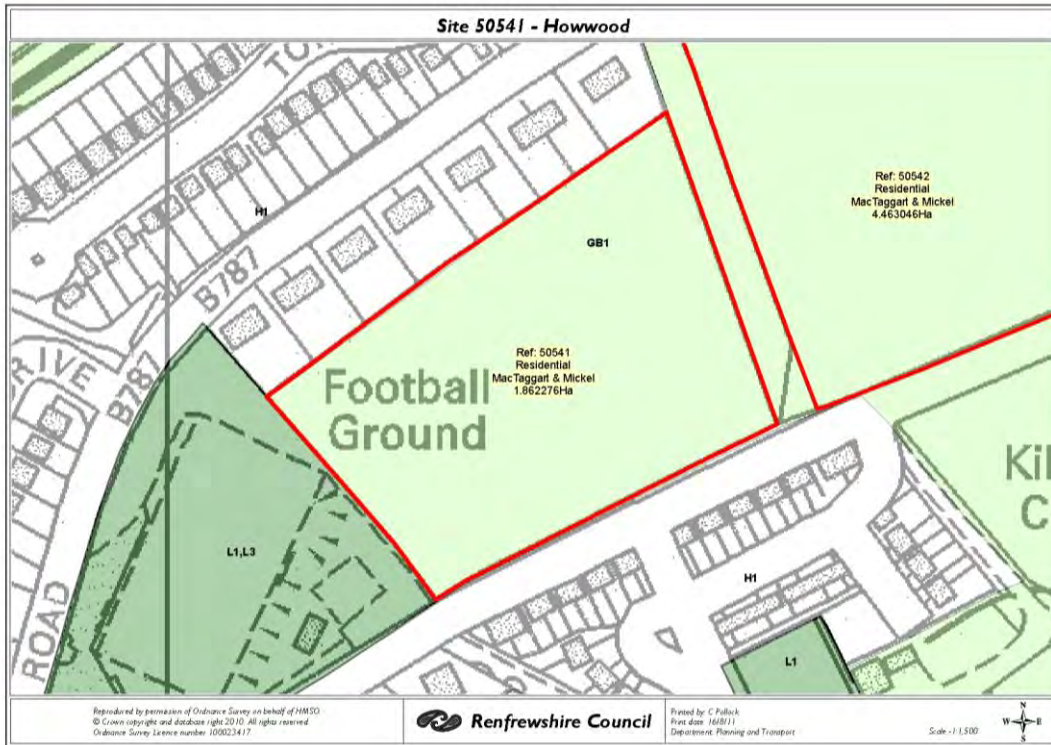 Site 50541 - Howwood
H1
B787
DRIVE
B787
ROAD
GB1
Ref: 50542
Residential
MacTaggart & Mickel
4.463046Ha
Ref: 50541
Residential
MacTaggart & Mickel
1.862276Ha
Football
Ground
L1,L3
H1
L1
Kil
C
Reproduced by permission of Ordnance Survey on behalf of HMSO
© Crown copyright and database right 2010. All rights reserved
Ordnance Survey Licence number 100023417
Renfrewshire Council
Printed by: C Pollock
Print date: 16/8/11
Department: Planning and Transport
Scale -1:1,500
N
W
E
S